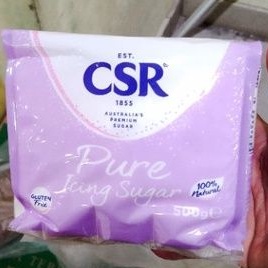 EST.
CSR
1855
AUSTRALIA'S
PREMIUM
SUGAR
Pure
Icing Sugar
GLUTEN
Free
100%
Natural
500g e